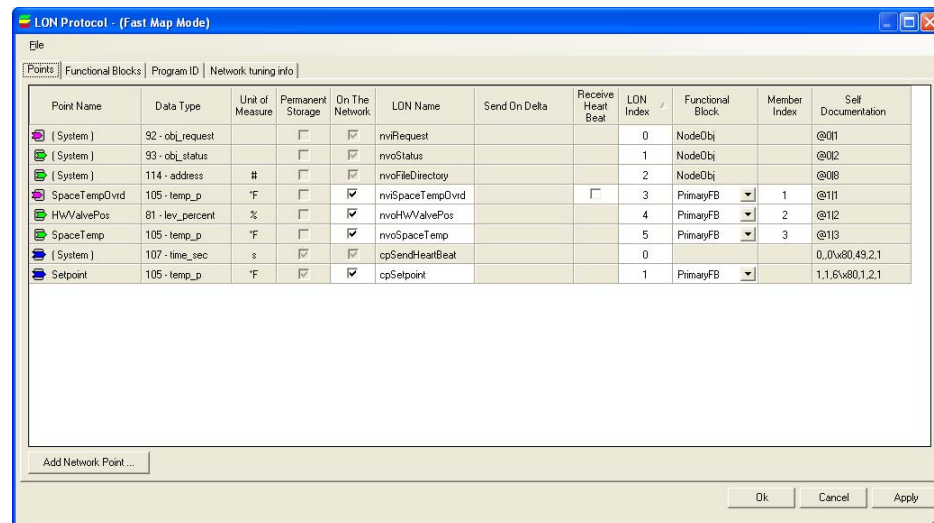 LON Protocol - (Fast Map Mode)
File
Points Functional Blocks Program ID Network tuning info
Point Name Data Type Unit of Measure Permanent Storage On The Network LON Name Send On Delta Receive Heart Beat LON Index Functional Block Member Index Self Documentation
( System ) 92 - obj_request nviRequest 0 NodeObj @0|1
( System ) 93 - obj_status nvoStatus 1 NodeObj @0|2
( System ) 114 - address # nvoFileDirectory 2 NodeObj @0|8
SpaceTempOvrd 105 - temp_p °F nviSpaceTempOvrd 3 PrimaryFB 1 @1|1
HWValvePos 81 - lev_percent % nvoHWValvePos 4 PrimaryFB 2 @1|2
SpaceTemp 105 - temp_p °F nvoSpaceTemp 5 PrimaryFB 3 @1|3
( System ) 107 - time_sec s cpSendHeartBeat 0 0,,0\x80,49,2,1
Setpoint 105 - temp_p °F cpSetpoint 1 PrimaryFB 1,1,6\x80,1,2,1
Add Network Point ...
Ok Cancel Apply